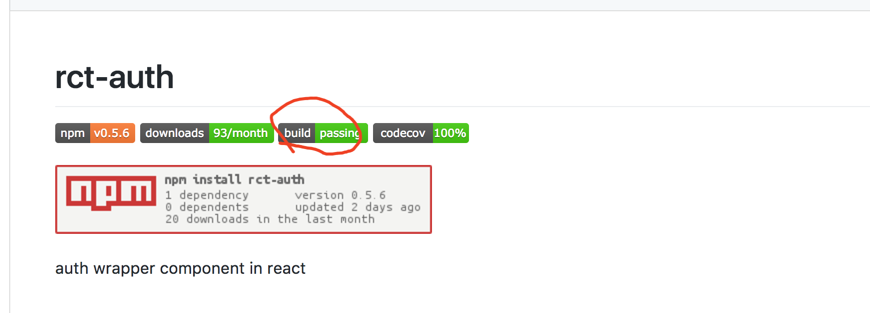 rct-auth
npm v0.5.6 downloads 93/month build passing codecov 100%
npm npm install rct-auth
1 dependency version 0.5.6
0 dependents updated 2 days ago
20 downloads in the last month
auth wrapper component in react